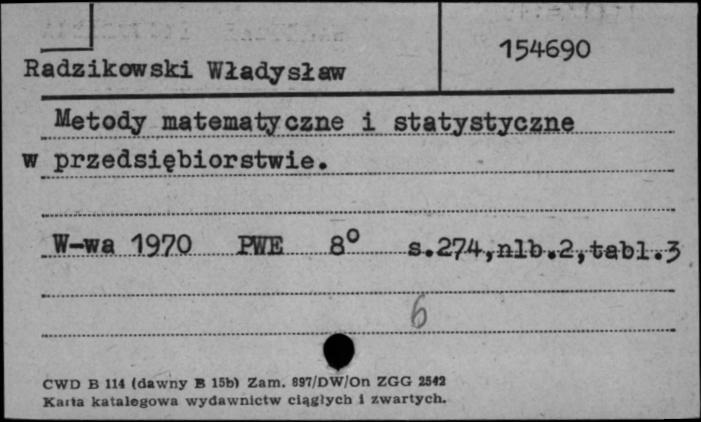 154690
Radzikowski Władysław
Metody matematyczne i statystyczne
w przedsiębiorstwie.
W-wa 1970 PWE 8° s.274,nlb.2,tabl.3
6
CWD B 114 (dawny B 15b) Zam. 897/DW/On ZGG 2542
Karta katalogowa wydawnictw ciągłych i zwartych.